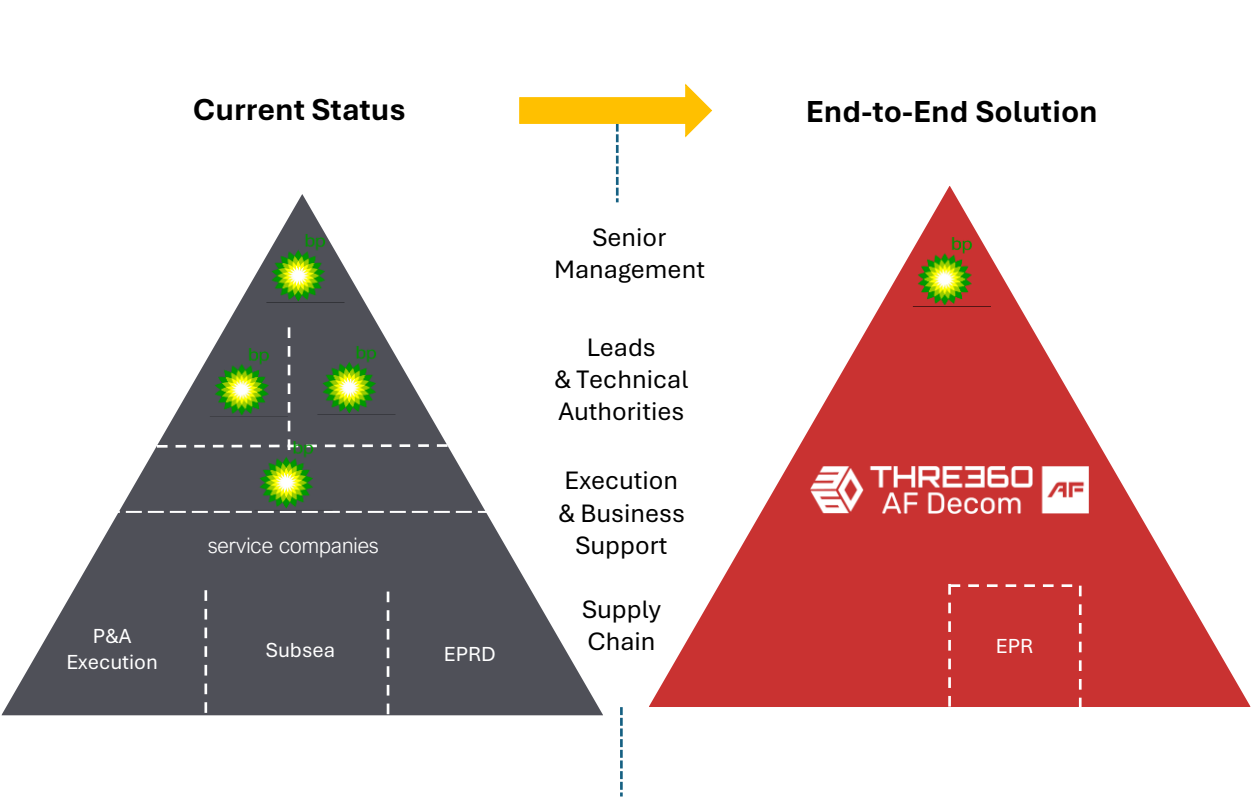 Current Status
End-to-End Solution
bp
bp
bp
bp
service companies
P&A
Execution
Subsea
EPRD
Senior
Management
Leads
& Technical
Authorities
Execution
& Business
Support
Supply
Chain
bp
THRE360
AF Decom
AF
EPR